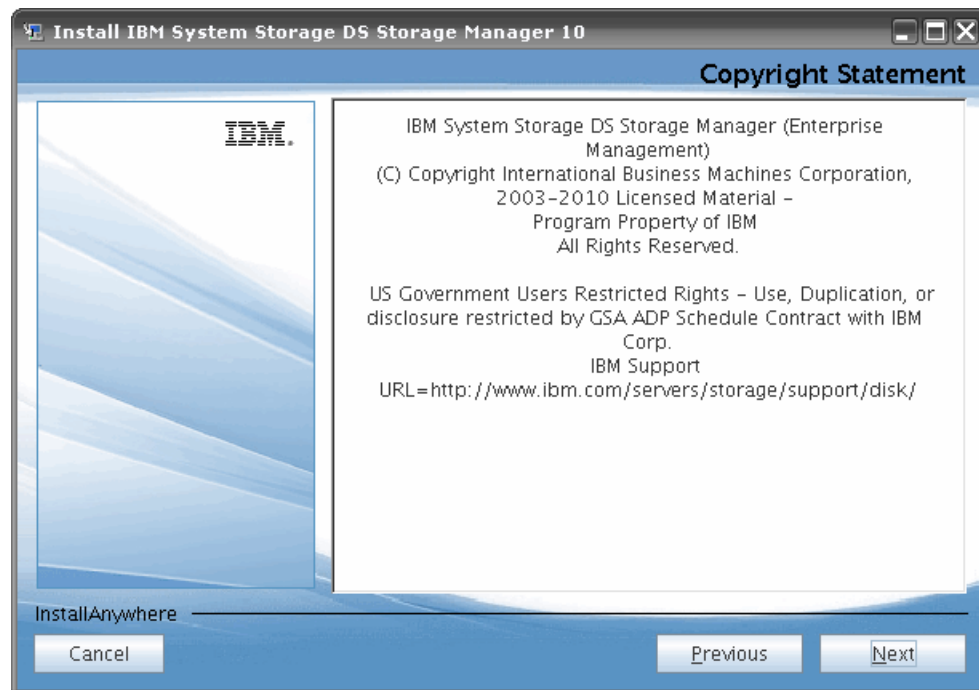 Install IBM System Storage DS Storage Manager 10
Copyright Statement
IBM.
IBM System Storage DS Storage Manager (Enterprise
Management)
(C) Copyright International Business Machines Corporation,
2003-2010 Licensed Material –
Program Property of IBM
All Rights Reserved.
US Government Users Restricted Rights – Use, Duplication, or
disclosure restricted by GSA ADP Schedule Contract with IBM
Corp.
IBM Support
URL=http://www.ibm.com/servers/storage/support/disk/
InstallAnywhere
Cancel
Previous
Next